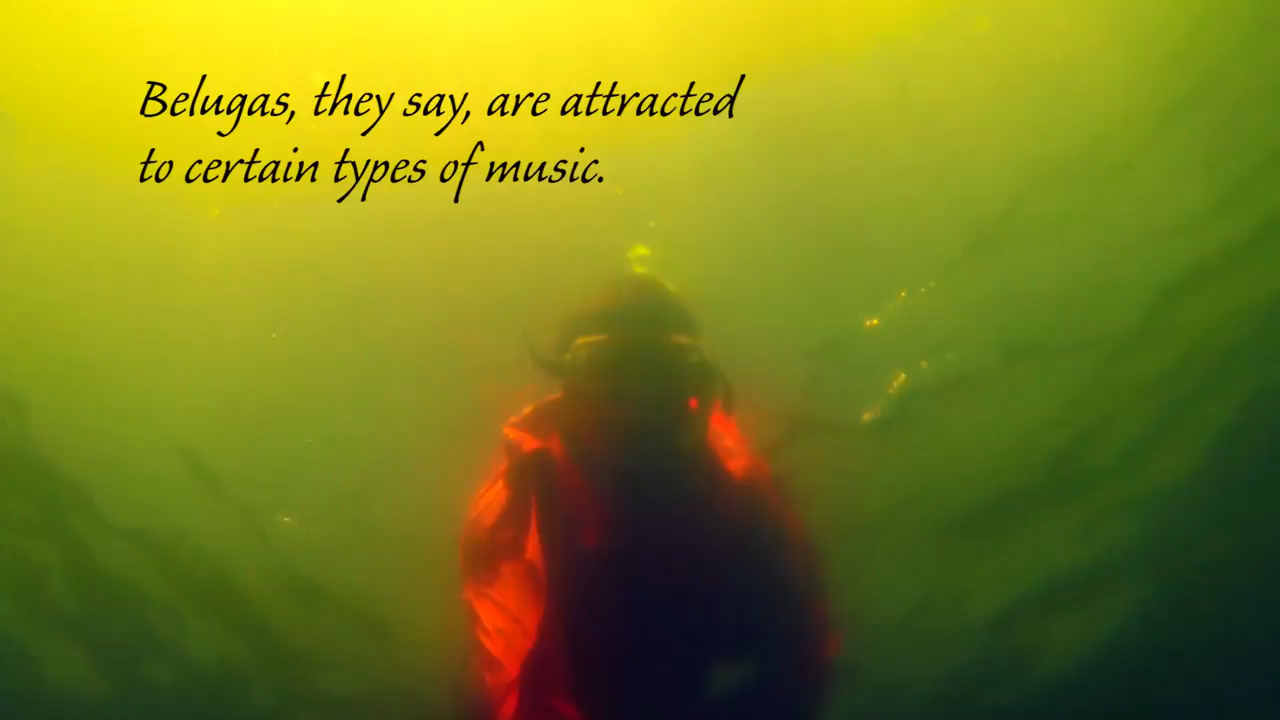 Belugas, they say, are attracted
to certain types of music.